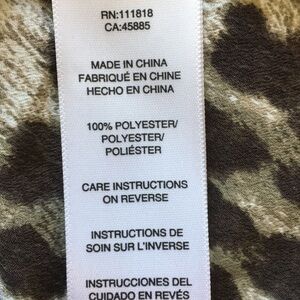 RN:111818
CA:45885
MADE IN CHINA
FABRIQUÉ EN CHINE
HECHO EN CHINA
100% POLYESTER/
POLYESTER/
POLIÉSTER
CARE INSTRUCTIONS
ON REVERSE
INSTRUCTIONS DE
SOIN SUR L'INVERSE
INSTRUCCIONES DEL
CUIDADO EN REVÉS